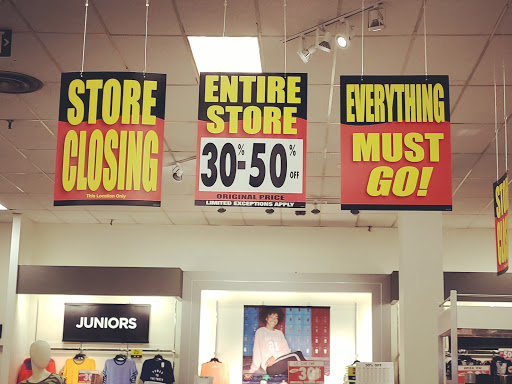 STORE
CLOSING
This Location Only
ENTIRE
STORE
30%-50% OFF
ORIGINAL PRICE
LIMITED EXCEPTIONS APPLY
EVERYTHING
MUST
GO!
JUNIORS
30